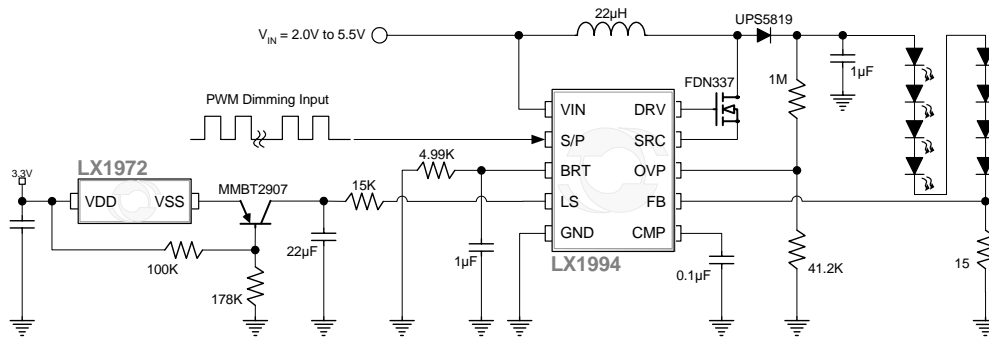 22µH
UPS5819
V_IN = 2.0V to 5.5V
1µF
1M
FDN337
PWM Dimming Input
VIN DRV
S/P SRC
4.99K
BRT OVP
LX1972
3.3V
VDD VSS
MMBT2907
15K
LS FB
GND CMP
22µF
1µF
LX1994
0.1µF
41.2K
15
100K
178K